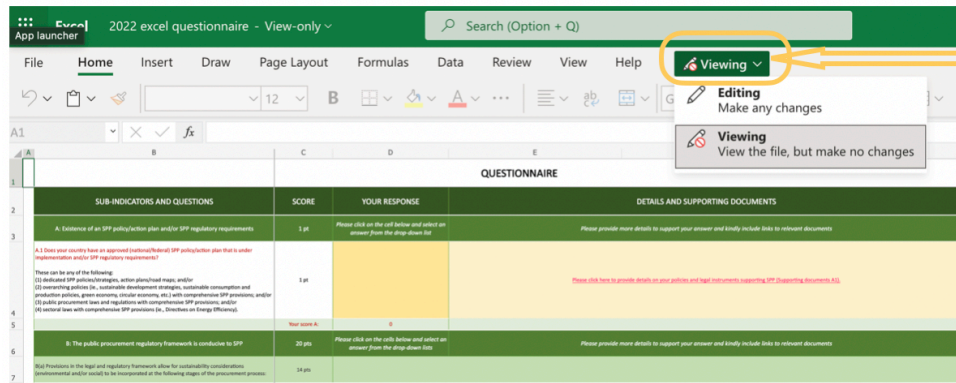 Excel 2022 excel questionnaire - View-only
Search (Option + Q)
App launcher
File Home Insert Draw Page Layout Formulas Data Review View Help Viewing
12 B ab
Editing
Make any changes
Viewing
View the file, but make no changes
A1 fx
A B C D E
1 QUESTIONNAIRE
2 SUB-INDICATORS AND QUESTIONS SCORE YOUR RESPONSE DETAILS AND SUPPORTING DOCUMENTS
Please click on the cell below and select an
3 A: Existence of an SPP policy/action plan and/or SPP regulatory requirements 1 pt answer from the drop-down list Please provide more details to support your answer and kindly include links to relevant documents
A.1 Does your country have an approved (national/federal) SPP policy/action plan that is under
implementation and/or SPP regulatory requirements?
These can be any of the following:
(1) dedicated SPP policies/strategies, action plans/road maps; and/or
(2) overarching policies (ie., sustainable development strategies, sustainable consumption and
production policies, green economy, circular economy, etc.) with comprehensive SPP provisions; and/or
(3) public procurement laws and regulations with comprehensive SPP provisions; and/or
(4) sectoral laws with comprehensive SPP provisions (ie., Directives on Energy Efficiency).
4 1 pt Please click here to provide details on your policies and legal instruments supporting SPP (Supporting documents A1).
5 Your score A: 0
Please click on the cells below and select an
6 B: The public procurement regulatory framework is conducive to SPP 20 pts answer from the drop-down lists Please provide more details to support your answer and kindly include links to relevant documents
B(a) Provisions in the legal and regulatory framework allow for sustainability considerations
7 (environmental and/or social) to be incorporated at the following stages of the procurement process: 14 pts